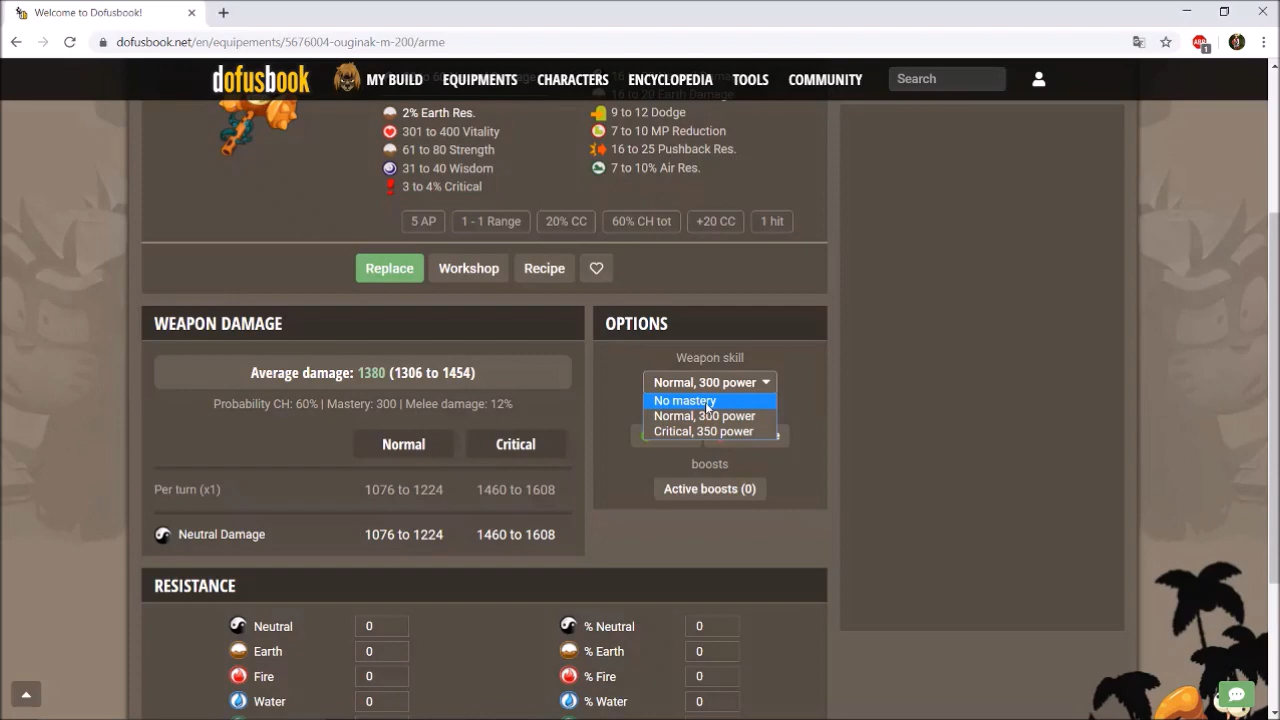 Welcome to Dofusbook!
dofusbook.net/en/equipements/5676004-ouginak-m-200/arme
1
dofusbook MY BUILD EQUIPMENTS CHARACTERS ENCYCLOPEDIA TOOLS COMMUNITY Search
16 to 20 Earth Damage
2% Earth Res. 9 to 12 Dodge
301 to 400 Vitality 7 to 10 MP Reduction
61 to 80 Strength 16 to 25 Pushback Res.
31 to 40 Wisdom 7 to 10% Air Res.
3 to 4% Critical
5 AP 1 - 1 Range 20% CC 60% CH tot +20 CC 1 hit
Replace Workshop Recipe
WEAPON DAMAGE OPTIONS
Weapon skill
Average damage: 1380 (1306 to 1454) Normal, 300 power
Probability CH: 60% | Mastery: 300 | Melee damage: 12% No mastery
Normal, 300 power
Critical, 350 power
Normal Critical
boosts
Per turn (x1) 1076 to 1224 1460 to 1608 Active boosts (0)
Neutral Damage 1076 to 1224 1460 to 1608
RESISTANCE
Neutral 0 % Neutral 0
Earth 0 % Earth 0
Fire 0 % Fire 0
Water 0 % Water 0